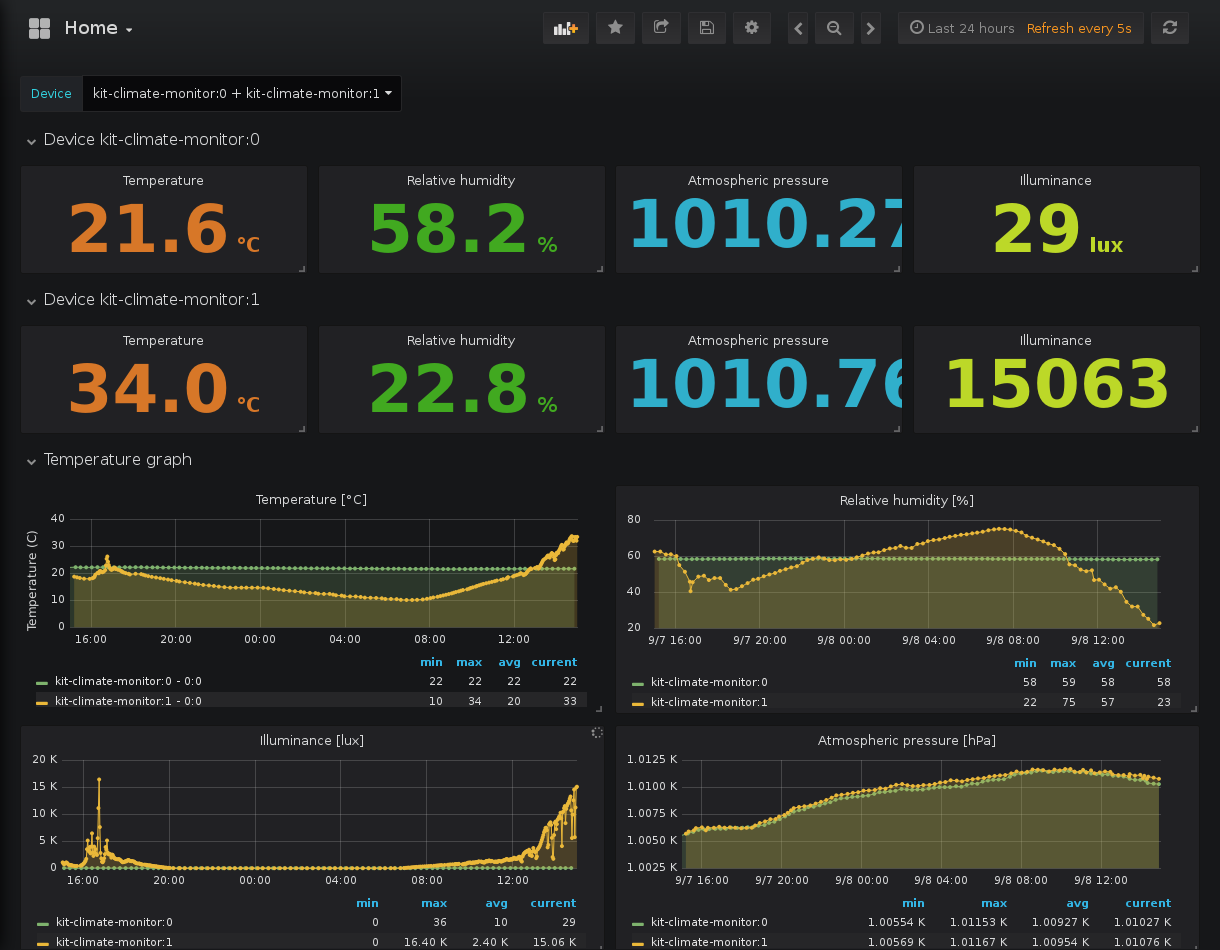 Home
Last 24 hours Refresh every 5s
Device kit-climate-monitor:0 + kit-climate-monitor:1
Device kit-climate-monitor:0
Temperature Relative humidity Atmospheric pressure Illuminance
21.6 °C 58.2 % 1010.27 29 lux
Device kit-climate-monitor:1
Temperature Relative humidity Atmospheric pressure Illuminance
34.0 °C 22.8 % 1010.76 15063
Temperature graph
Temperature [°C]
Temperature (C)
40
30
20
10
0
16:00 20:00 00:00 04:00 08:00 12:00
min max avg current
kit-climate-monitor:0 - 0:0 22 22 22 22
kit-climate-monitor:1 - 0:0 10 34 20 33
Relative humidity [%]
80
60
40
20
9/7 16:00 9/7 20:00 9/8 00:00 9/8 04:00 9/8 08:00 9/8 12:00
min max avg current
kit-climate-monitor:0 58 59 58 58
kit-climate-monitor:1 22 75 57 23
Illuminance [lux]
20 K
15 K
10 K
5 K
0
16:00 20:00 00:00 04:00 08:00 12:00
min max avg current
kit-climate-monitor:0 0 36 10 29
kit-climate-monitor:1 0 16.40 K 2.40 K 15.06 K
Atmospheric pressure [hPa]
1.0125 K
1.0100 K
1.0075 K
1.0050 K
1.0025 K
9/7 16:00 9/7 20:00 9/8 00:00 9/8 04:00 9/8 08:00 9/8 12:00
min max avg current
kit-climate-monitor:0 1.00554 K 1.01153 K 1.00927 K 1.01027 K
kit-climate-monitor:1 1.00569 K 1.01167 K 1.00954 K 1.01076 K